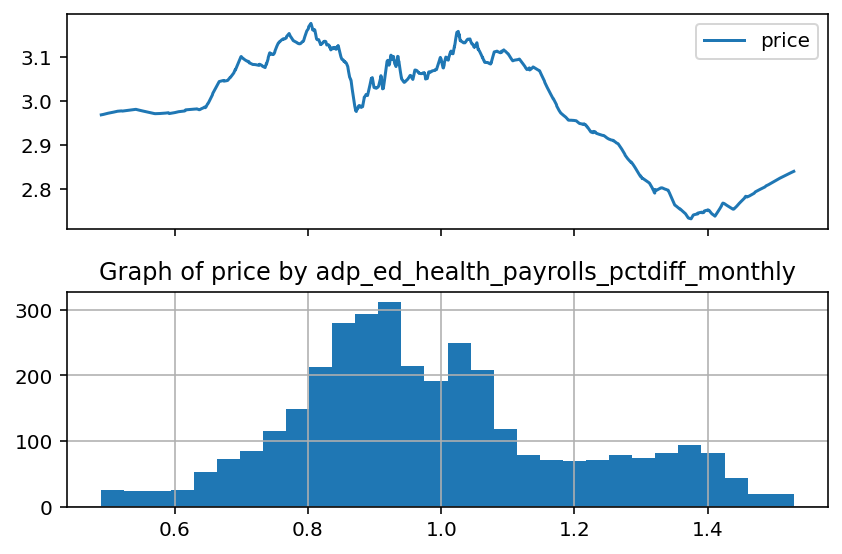 price
3.1
3.0
2.9
2.8
Graph of price by adp_ed_health_payrolls_pctdiff_monthly
300
200
100
0
0.6 0.8 1.0 1.2 1.4